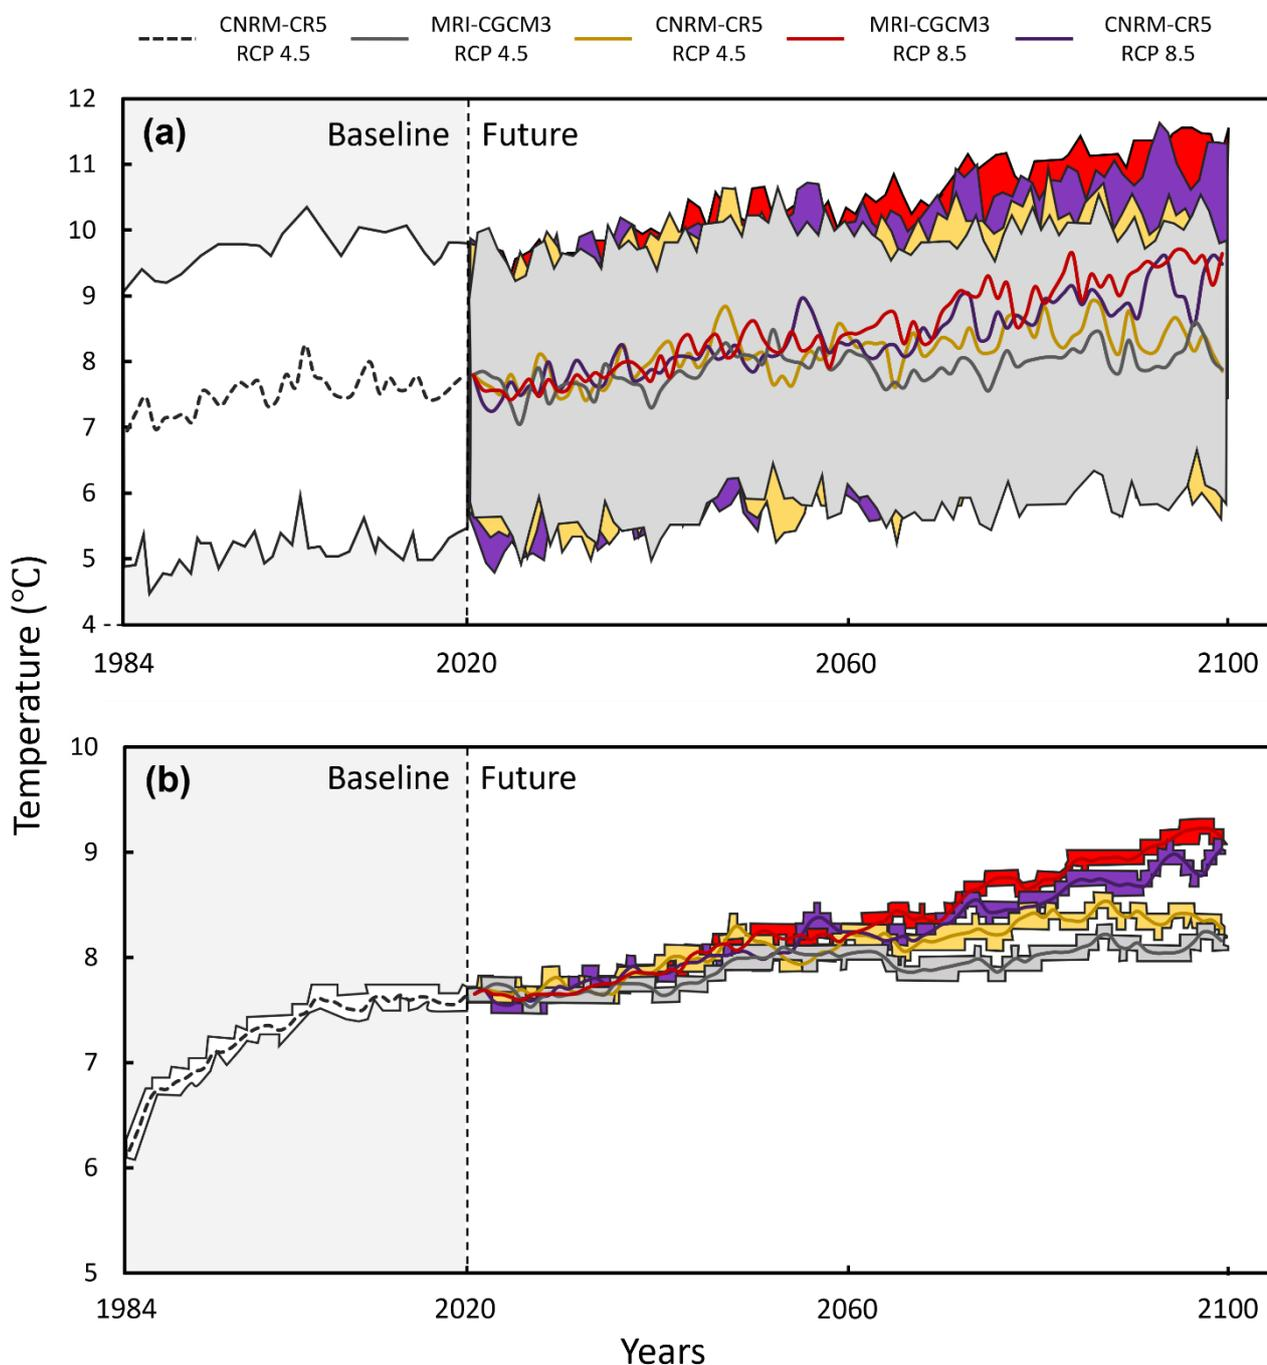 CNRM-CR5 MRI-CGCM3 CNRM-CR5 MRI-CGCM3 CNRM-CR5
RCP 4.5 RCP 4.5 RCP 4.5 RCP 8.5 RCP 8.5
12
(a) Baseline Future
11
10
9
8
7
6
5
4
1984 2020 2060 2100
Temperature (°C)
10
(b) Baseline Future
9
8
7
6
5
1984 2020 2060 2100
Years